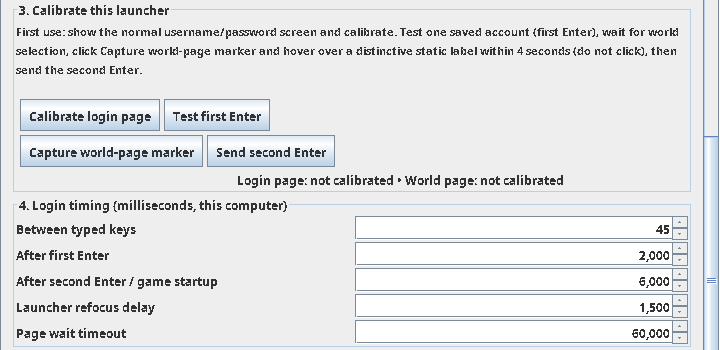 3. Calibrate this launcher
First use: show the normal username/password screen and calibrate. Test one saved account (first Enter), wait for world
selection, click Capture world-page marker and hover over a distinctive static label within 4 seconds (do not click), then
send the second Enter.
Calibrate login page Test first Enter
Capture world-page marker Send second Enter
Login page: not calibrated • World page: not calibrated
4. Login timing (milliseconds, this computer)
Between typed keys 45
After first Enter 2,000
After second Enter / game startup 6,000
Launcher refocus delay 1,500
Page wait timeout 60,000